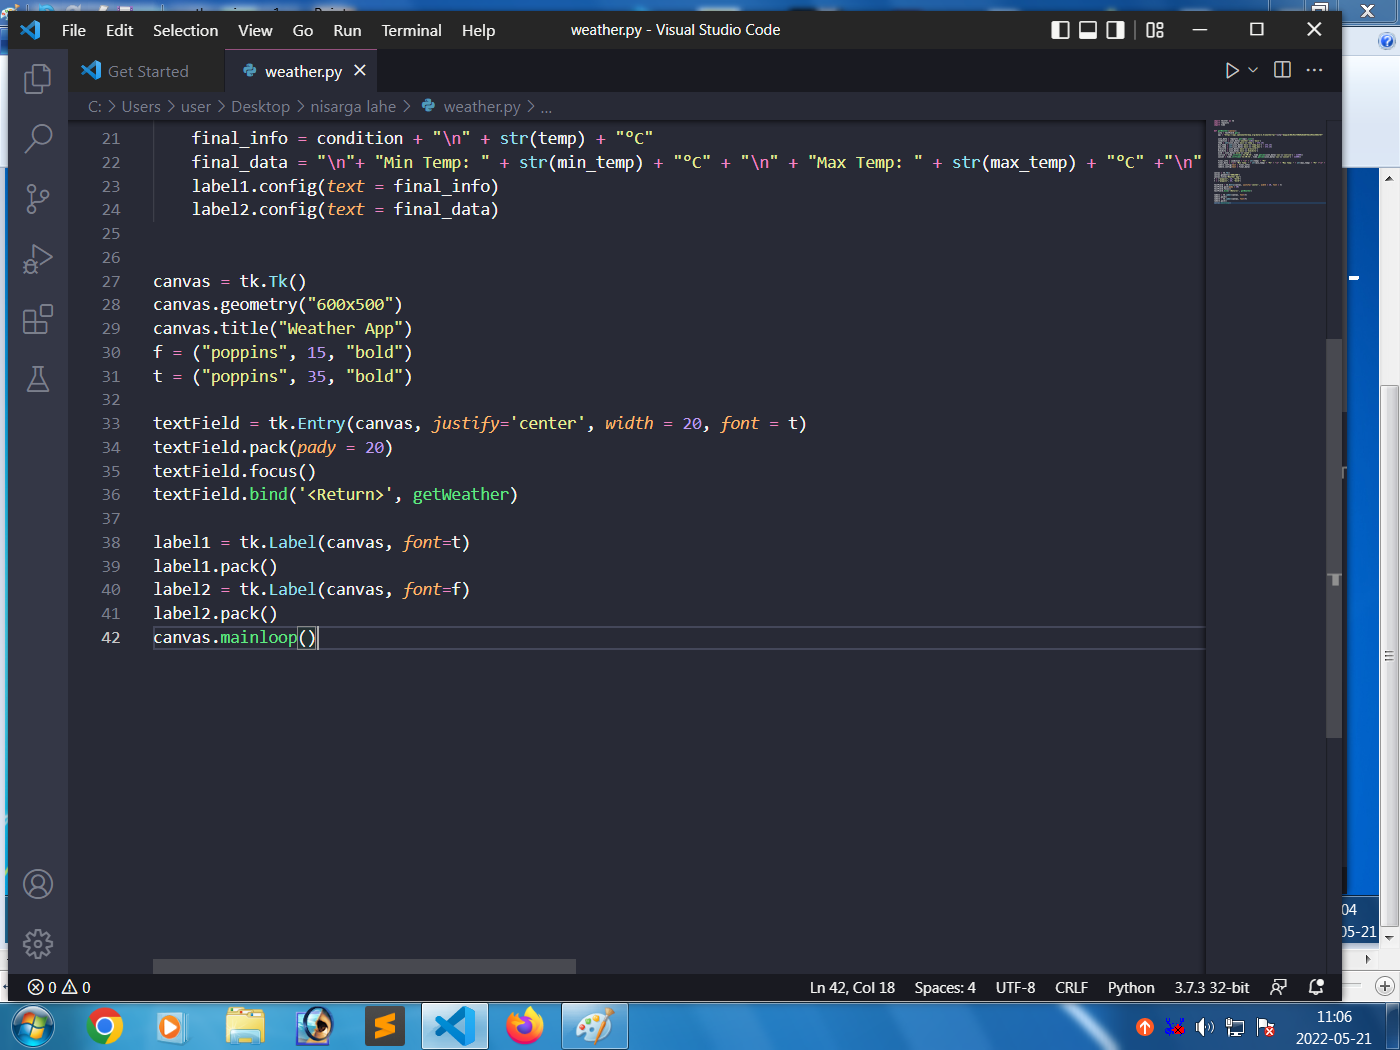 File Edit Selection View Go Run Terminal Help
weather.py - Visual Studio Code
Get Started
weather.py
C: > Users > user > Desktop > nisarga lahe > weather.py > ...
21 final_info = condition + "\n" + str(temp) + "°C"
22 final_data = "\n"+ "Min Temp: " + str(min_temp) + "°C" + "\n" + "Max Temp: " + str(max_temp) + "°C" +"\n"
23 label1.config(text = final_info)
24 label2.config(text = final_data)
25
26
27 canvas = tk.Tk()
28 canvas.geometry("600x500")
29 canvas.title("Weather App")
30 f = ("poppins", 15, "bold")
31 t = ("poppins", 35, "bold")
32
33 textField = tk.Entry(canvas, justify='center', width = 20, font = t)
34 textField.pack(pady = 20)
35 textField.focus()
36 textField.bind('<Return>', getWeather)
37
38 label1 = tk.Label(canvas, font=t)
39 label1.pack()
40 label2 = tk.Label(canvas, font=f)
41 label2.pack()
42 canvas.mainloop()
04
05-21
0 0
Ln 42, Col 18 Spaces: 4 UTF-8 CRLF Python 3.7.3 32-bit
11:06
2022-05-21